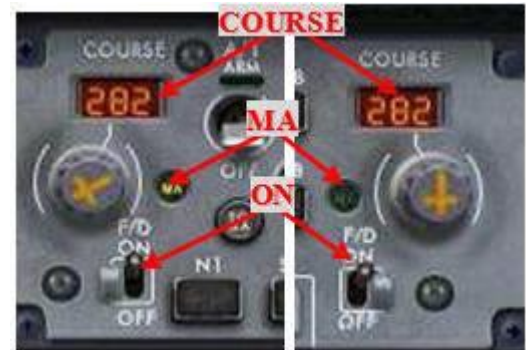 COURSE
COURSE
A/T
ARM
COURSE
282
282
MA
OFF
MA
ON
F/D
ON
OFF
N1
F/D
ON
OFF